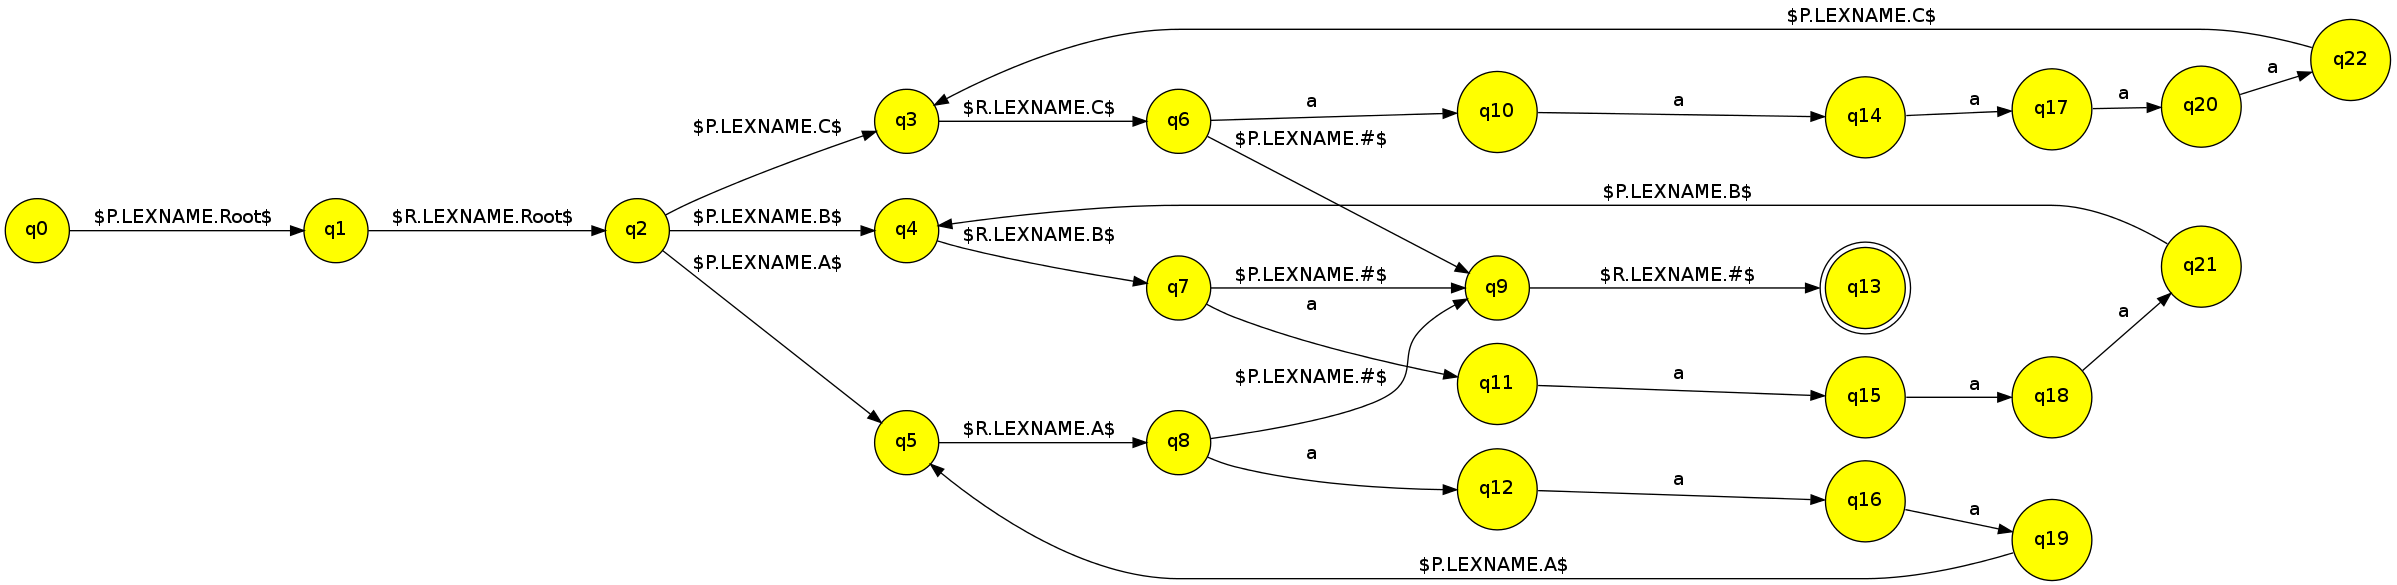 $P.LEXNAME.C$
q22
a
q20
a
q17
a
q14
a
q10
a
q6
$R.LEXNAME.C$
q3
$P.LEXNAME.C$
$P.LEXNAME.#$
$P.LEXNAME.B$
q0
$P.LEXNAME.Root$
q1
$R.LEXNAME.Root$
q2
$P.LEXNAME.B$
q4
$R.LEXNAME.B$
$P.LEXNAME.A$
q7
$P.LEXNAME.#$
q9
$R.LEXNAME.#$
q13
q21
a
a
$P.LEXNAME.#$
q11
a
q15
a
q18
q5
$R.LEXNAME.A$
q8
a
q12
a
q16
a
q19
$P.LEXNAME.A$